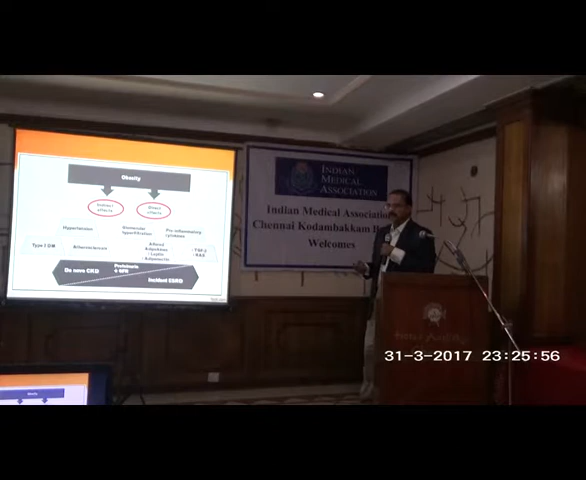 Obesity
Indirect effects
Direct effects
Hypertension
Glomerular hyperfiltration
Pro-inflammatory cytokines
Type 2 DM
Atherosclerosis
Altered
Adipokines
Leptin
Adiponectin
RAS
De novo CKD
Proteinuria
GFR
Incident ESRD
INDIAN
MEDICAL
ASSOCIATION
Indian Medical Association
Chennai Kodambakkam
Welcomes
31-3-2017 23:25:56